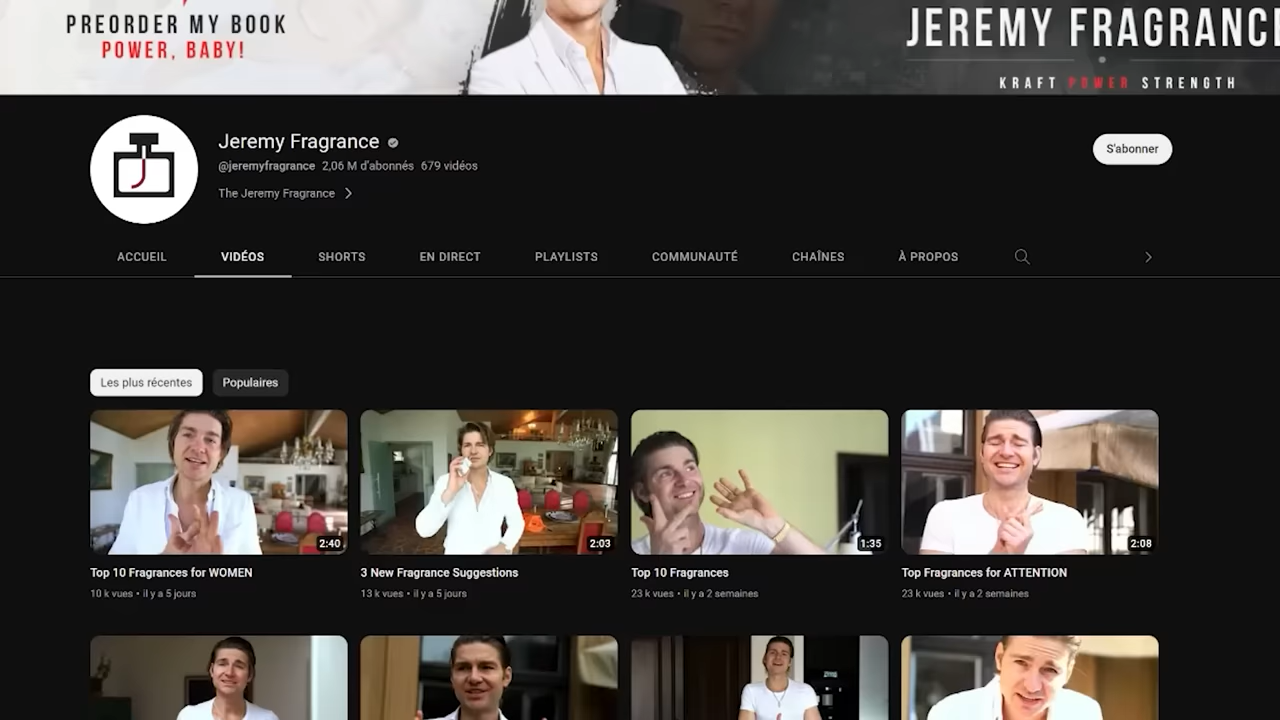 PREORDER MY BOOK
POWER, BABY!
JEREMY FRAGRANCE
KRAFT POWER STRENGTH
Jeremy Fragrance
@jeremyfragrance 2,06 M d'abonnés 679 vidéos
The Jeremy Fragrance
S'abonner
ACCUEIL VIDÉOS SHORTS EN DIRECT PLAYLISTS COMMUNAUTÉ CHAÎNES À PROPOS
Les plus récentes Populaires
2:40 2:03 1:35 2:08
Top 10 Fragrances for WOMEN 3 New Fragrance Suggestions Top 10 Fragrances Top Fragrances for ATTENTION
10 k vues • il y a 5 jours 13 k vues • il y a 5 jours 23 k vues • il y a 2 semaines 23 k vues • il y a 2 semaines